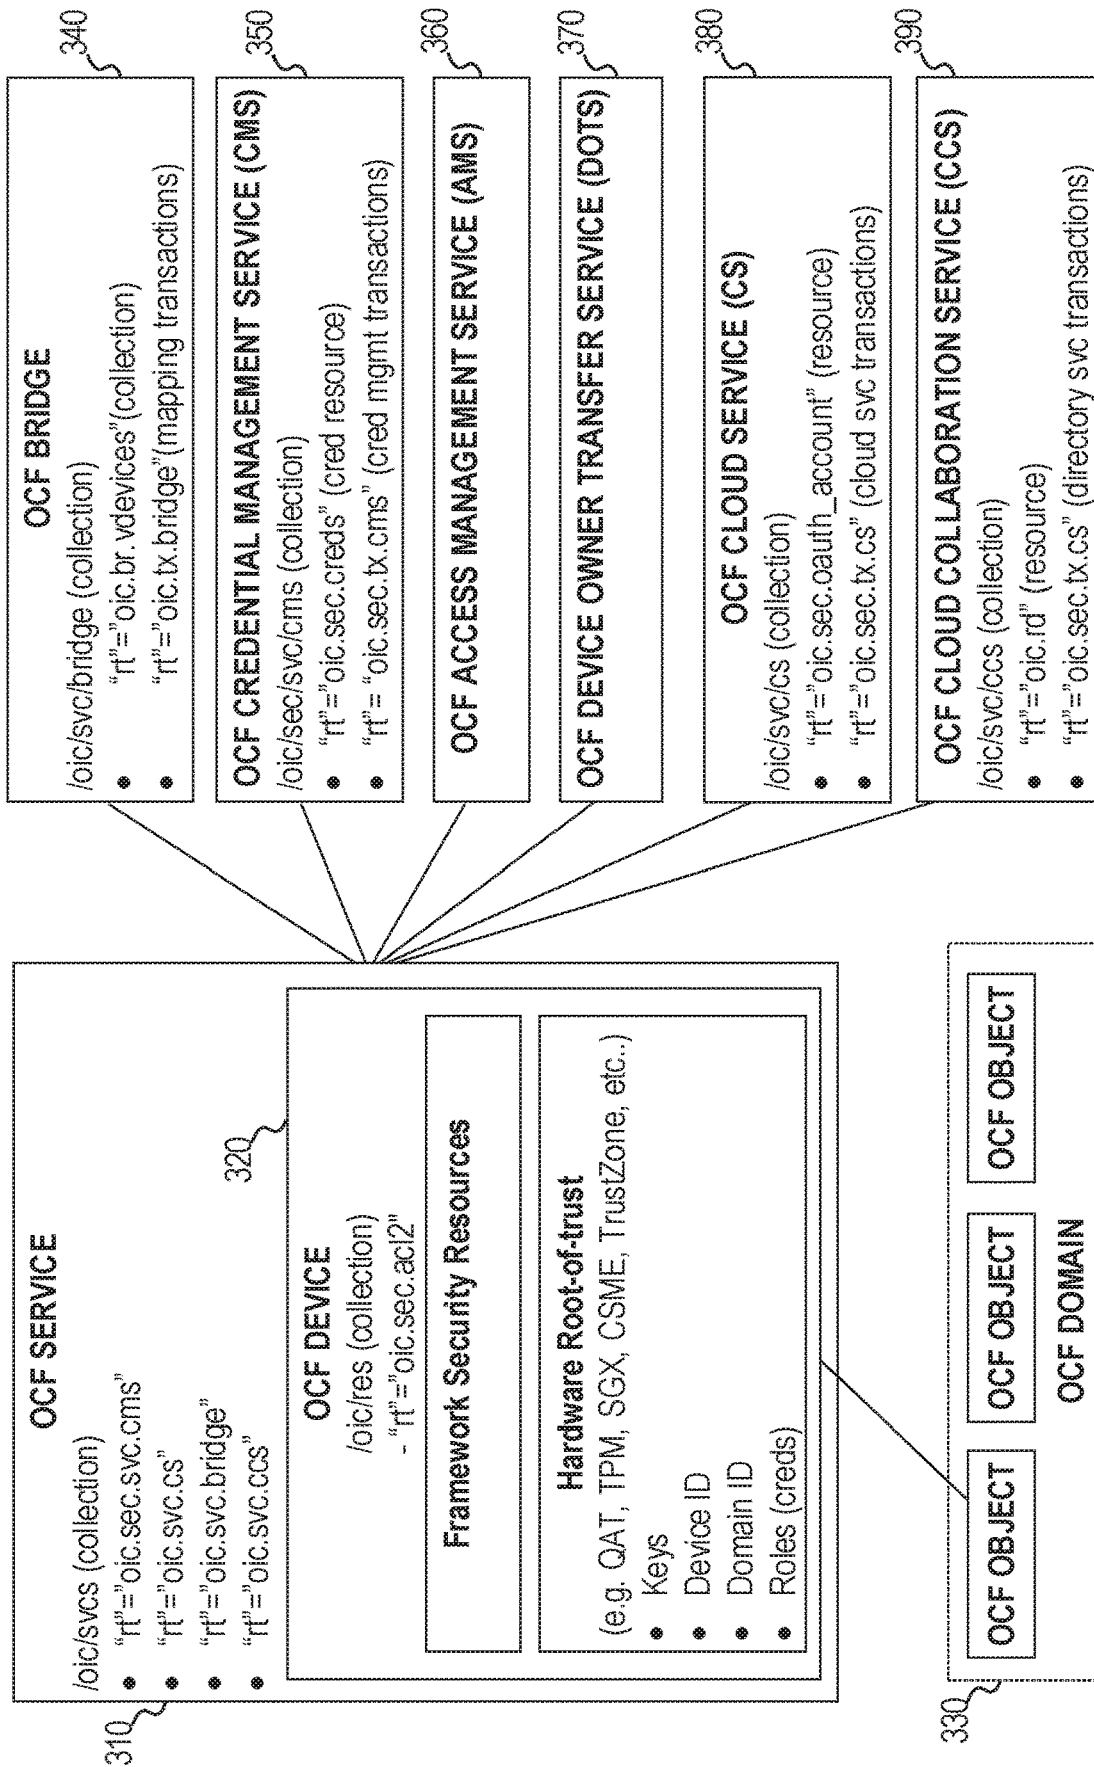 OCF SERVICE
/oic/svcs (collection)
• "rt"="oic.sec.svc.cms"
• "rt"="oic.svc.cs"
• "rt"="oic.svc.bridge"
• "rt"="oic.svc.ccs"
310
320
OCF DEVICE
/oic/res (collection)
- "rt"="oic.sec.acl2"
Framework Security Resources
Hardware Root-of-trust
(e.g. QAT, TPM, SGX, CSME, TrustZone, etc..)
• Keys
• Device ID
• Domain ID
• Roles (creds)
330
OCF OBJECT
OCF OBJECT
OCF OBJECT
OCF DOMAIN
340
OCF BRIDGE
/oic/svc/bridge (collection)
• "rt"="oic.br.vdevices"(collection)
• "rt"="oic.tx.bridge"(mapping transactions)
350
OCF CREDENTIAL MANAGEMENT SERVICE (CMS)
/oic/sec/svc/cms (collection)
• "rt"="oic.sec.creds" (cred resource)
• "rt"= "oic.sec.tx.cms" (cred mgmt transactions)
360
OCF ACCESS MANAGEMENT SERVICE (AMS)
370
OCF DEVICE OWNER TRANSFER SERVICE (DOTS)
380
OCF CLOUD SERVICE (CS)
/oic/svc/cs (collection)
• "rt"="oic.sec.oauth_account" (resource)
• "rt"="oic.sec.tx.cs" (cloud svc transactions)
390
OCF CLOUD COLLABORATION SERVICE (CCS)
/oic/svc/ccs (collection)
• "rt"="oic.rd" (resource)
• "rt"="oic.sec.tx.cs" (directory svc transactions)